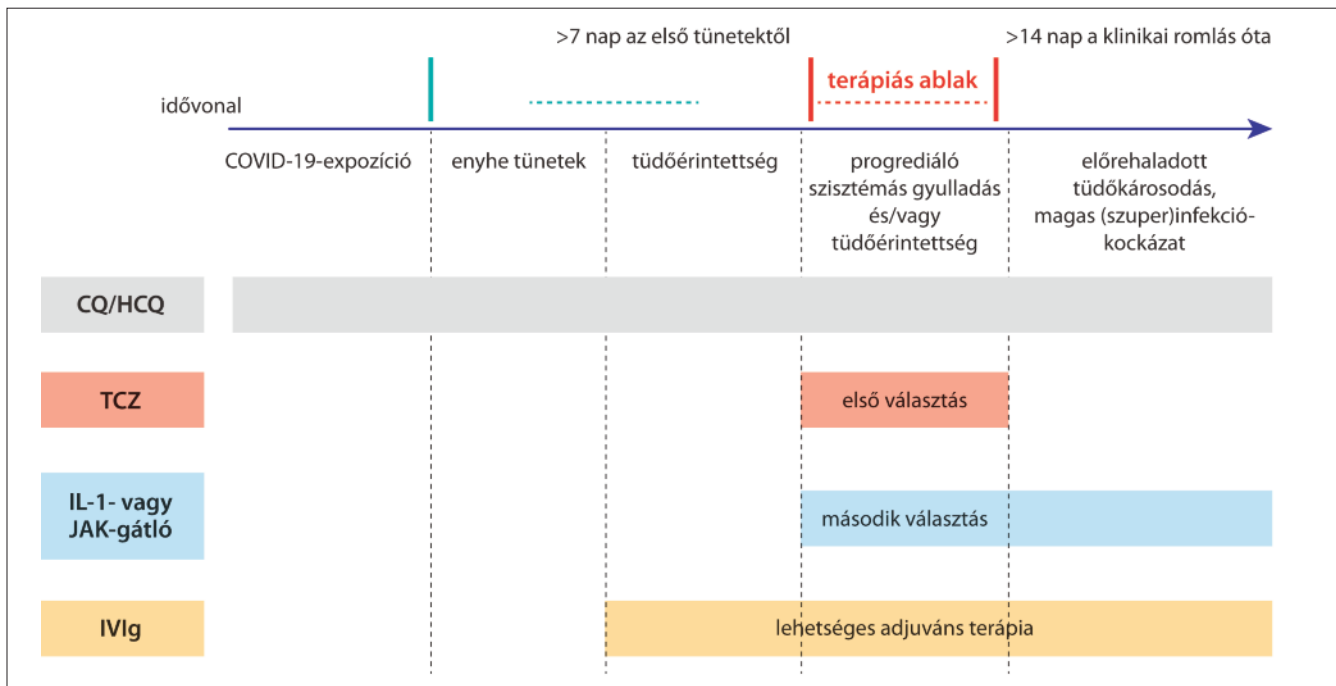 >7 nap az első tünetektől
>14 nap a klinikai romlás óta
terápiás ablak
idővonal
COVID-19-expozíció
enyhe tünetek
tüdőérintettség
progrediáló
szisztémás gyulladás
és/vagy
tüdőérintettség
előrehaladott
tüdőkárosodás,
magas (szuper)infekció-
kockázat
CQ/HCQ
TCZ
első választás
IL-1- vagy
JAK-gátló
második választás
IVIg
lehetséges adjuváns terápia